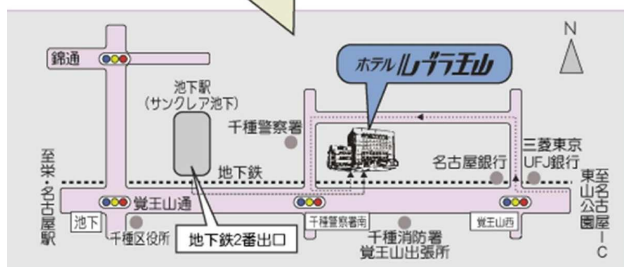 N
錦通
ホテル ルブラ王山
池下駅
(サンクレア池下)
千種警察署
三菱東京
UFJ銀行
名古屋銀行
地下鉄
至栄・名古屋駅
至名古屋IC
東山公園
覚王山通
池下
千種区役所
地下鉄2番出口
千種警察署南
千種消防署
覚王山出張所
覚王山西